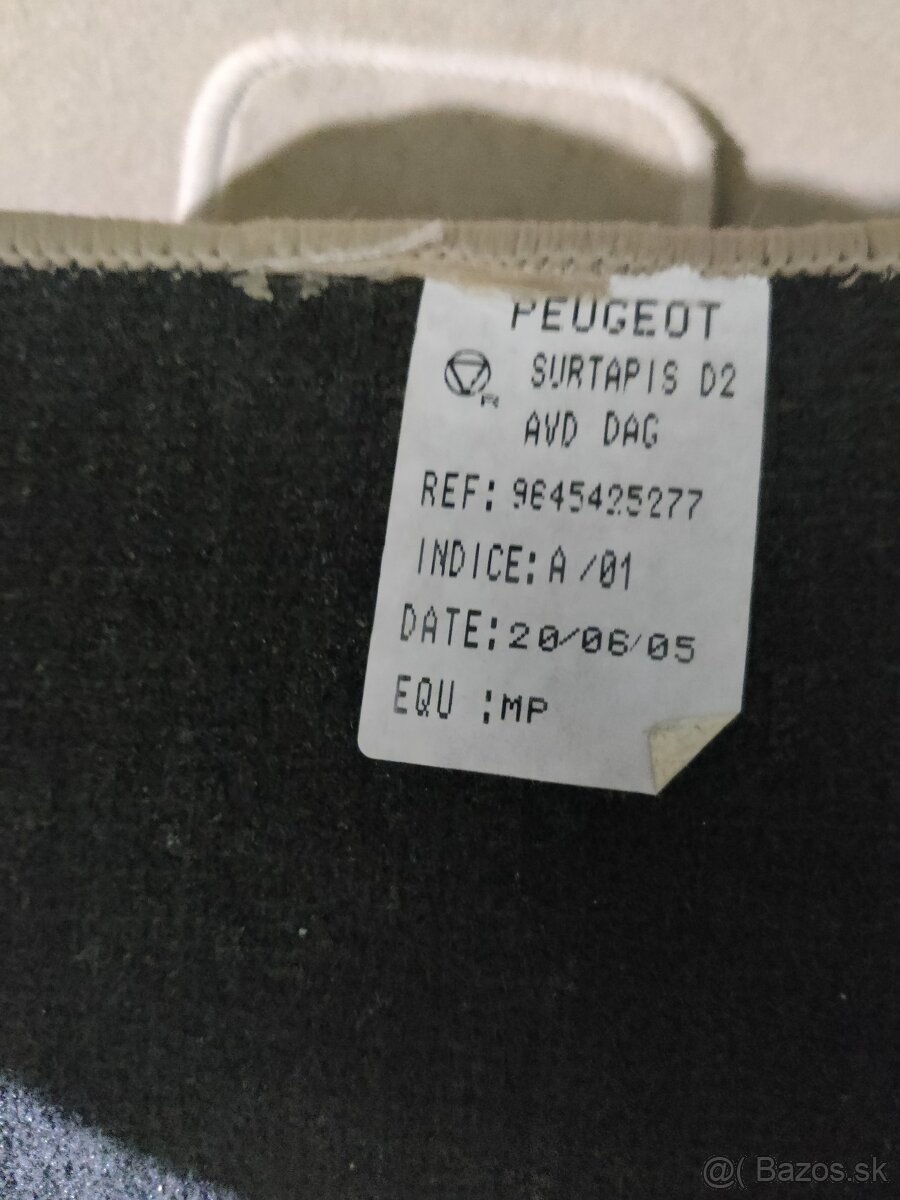 PEUGEOT
SURTAPIS D2
R
AVD DAG
REF: 9645425277
INDICE: A /01
DATE: 20/06/05
EQU : MP
@( Bazos.sk